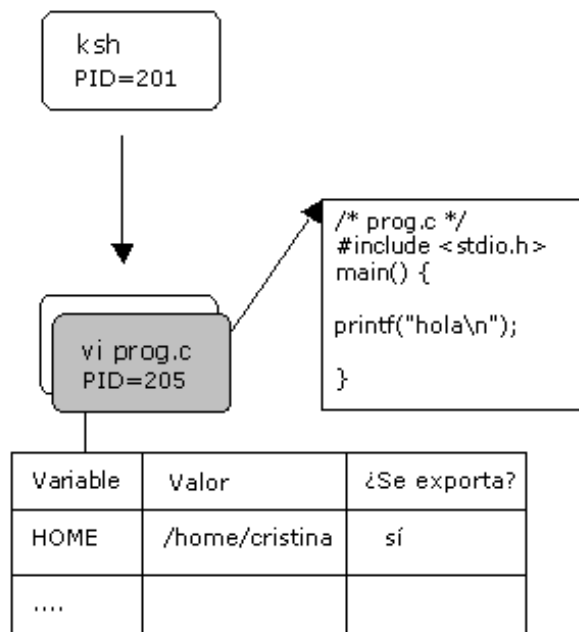 ksh
PID=201
/* prog.c */
#include <stdio.h>
main() {
printf("hola\n");
}
vi prog.c
PID=205
Variable Valor ¿Se exporta?
HOME /home/cristina sí
....